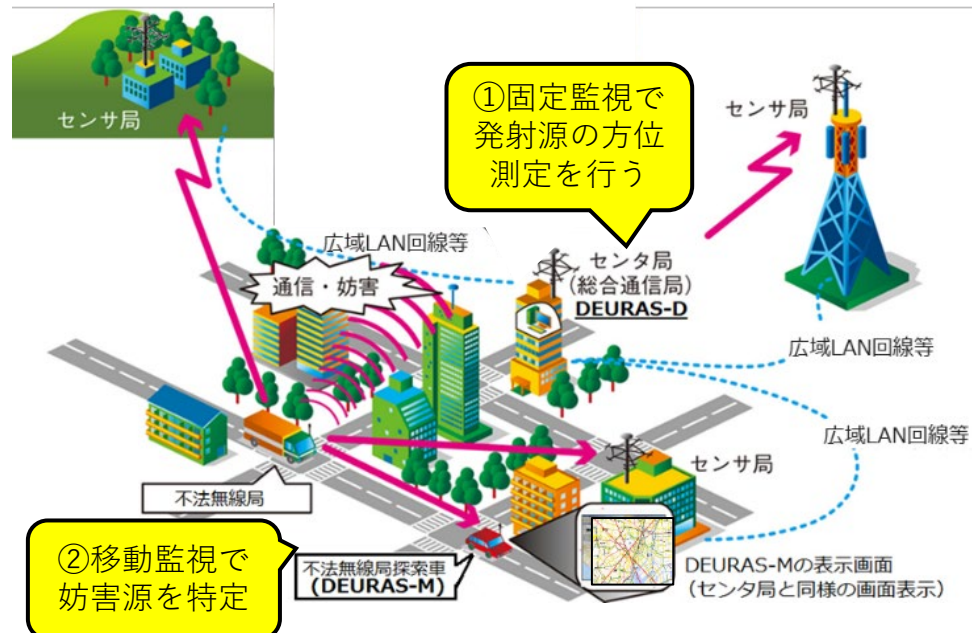 センサ局
①固定監視で
発射源の方位
測定を行う
センサ局
広域LAN回線等
通信・妨害
センタ局
(総合通信局)
DEURAS-D
広域LAN回線等
広域LAN回線等
センサ局
不法無線局
②移動監視で
妨害源を特定
不法無線局探索車
(DEURAS-M)
DEURAS-Mの表示画面
(センタ局と同様の画面表示)